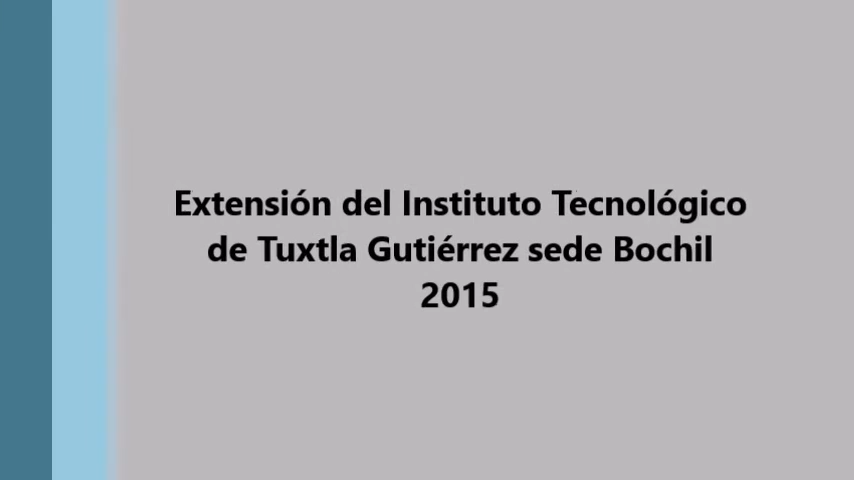 Extensión del Instituto Tecnológico
de Tuxtla Gutiérrez sede Bochil
2015